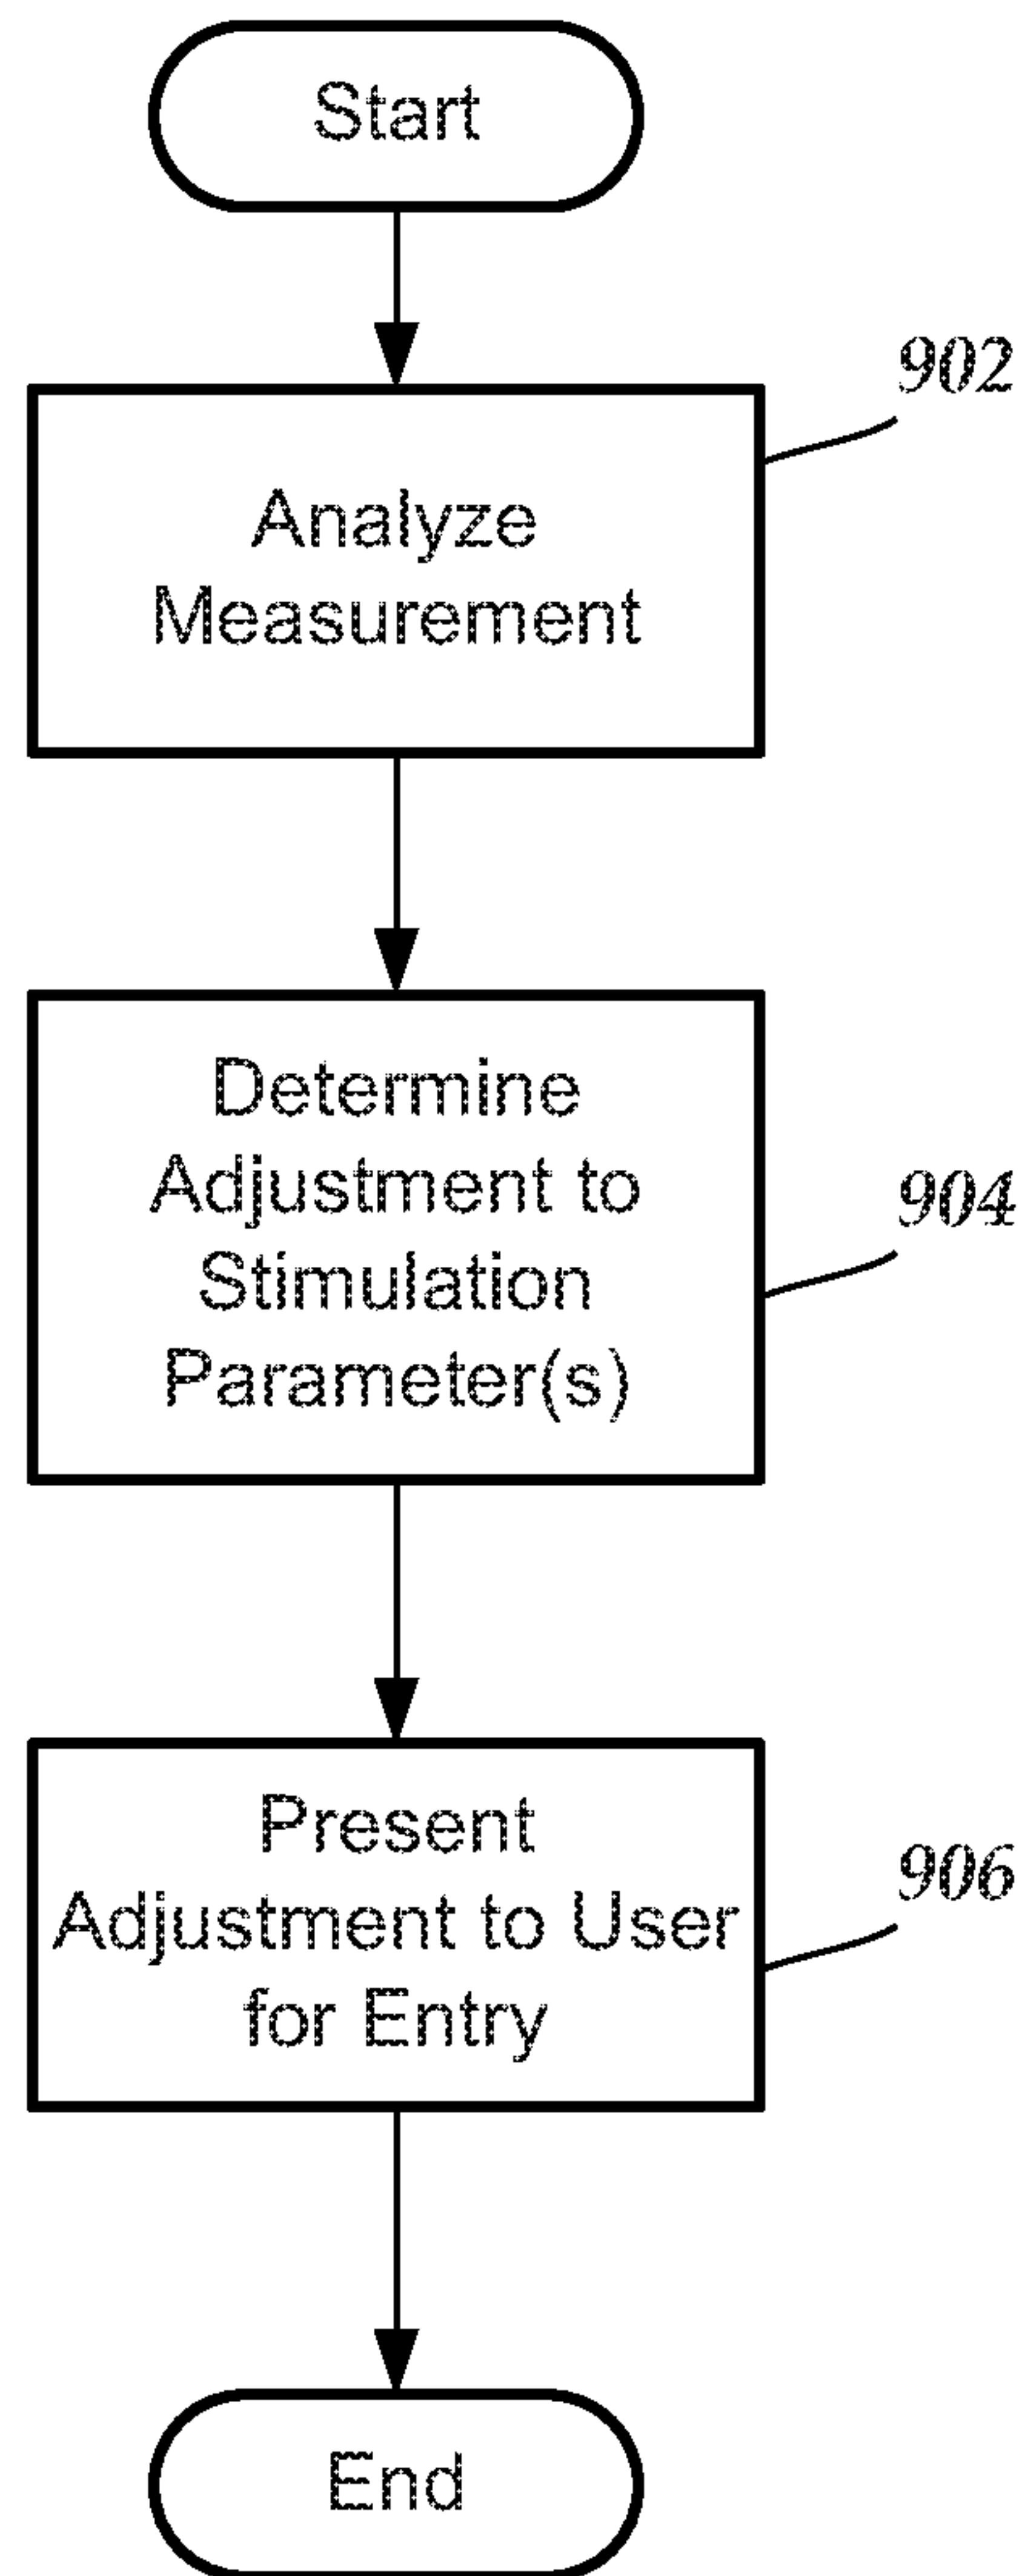 Start
902
Analyze
Measurement
Determine
Adjustment to
Stimulation
Parameter(s)
904
Present
Adjustment to User
for Entry
906
End